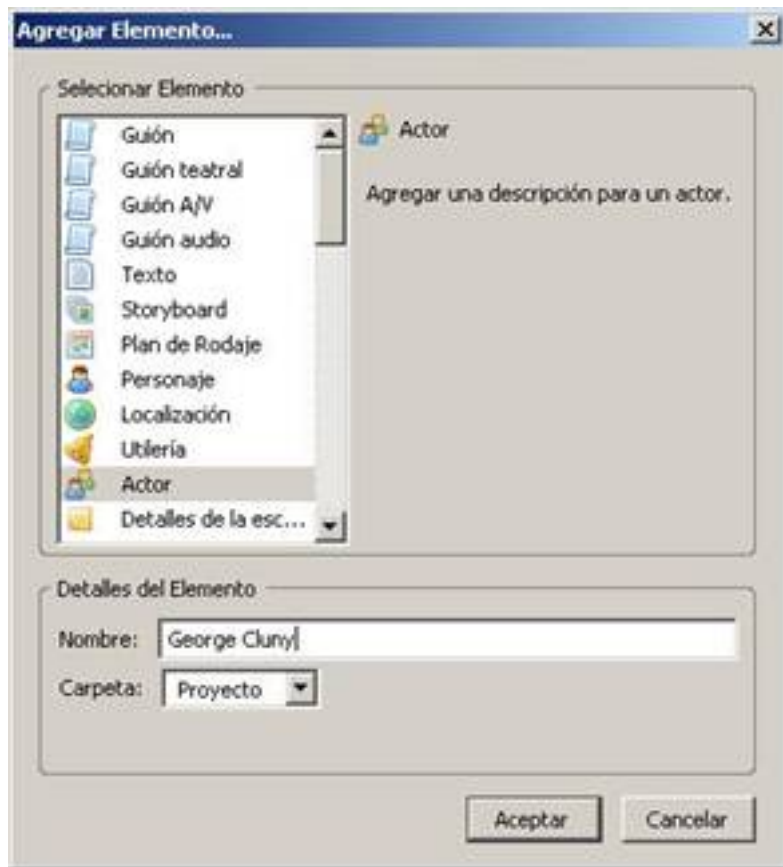 Agregar Elemento...
Selecionar Elemento
Guión
Guión teatral
Guión A/V
Guión audio
Texto
Storyboard
Plan de Rodaje
Personaje
Localización
Utilería
Actor
Detalles de la esc...
Actor
Agregar una descripción para un actor.
Detalles del Elemento
Nombre: George Cluny
Carpeta: Proyecto
Aceptar Cancelar